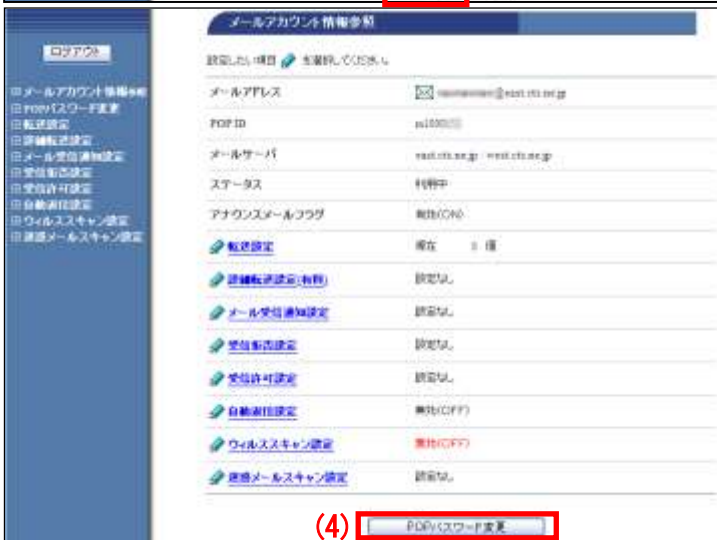 メールアカウント情報参照
ログアウト
設定したい項目 を選択してください。
メールアカウント情報参照
POPパスワード変更
転送設定
詳細転送設定
メール受信通知設定
受信拒否設定
受信許可設定
自動返信設定
ウィルススキャン設定
迷惑メールスキャン設定
メールアドレス
POP ID
メールサーバ
ステータス 利用中
アナウンスメールフラグ 有効(ON)
転送設定 現在 件
詳細転送設定(有料) 設定なし
メール受信通知設定 設定なし
受信拒否設定 設定なし
受信許可設定 設定なし
自動返信設定 無効(OFF)
ウィルススキャン設定 無効(OFF)
迷惑メールスキャン設定 設定なし
(4) POPパスワード変更